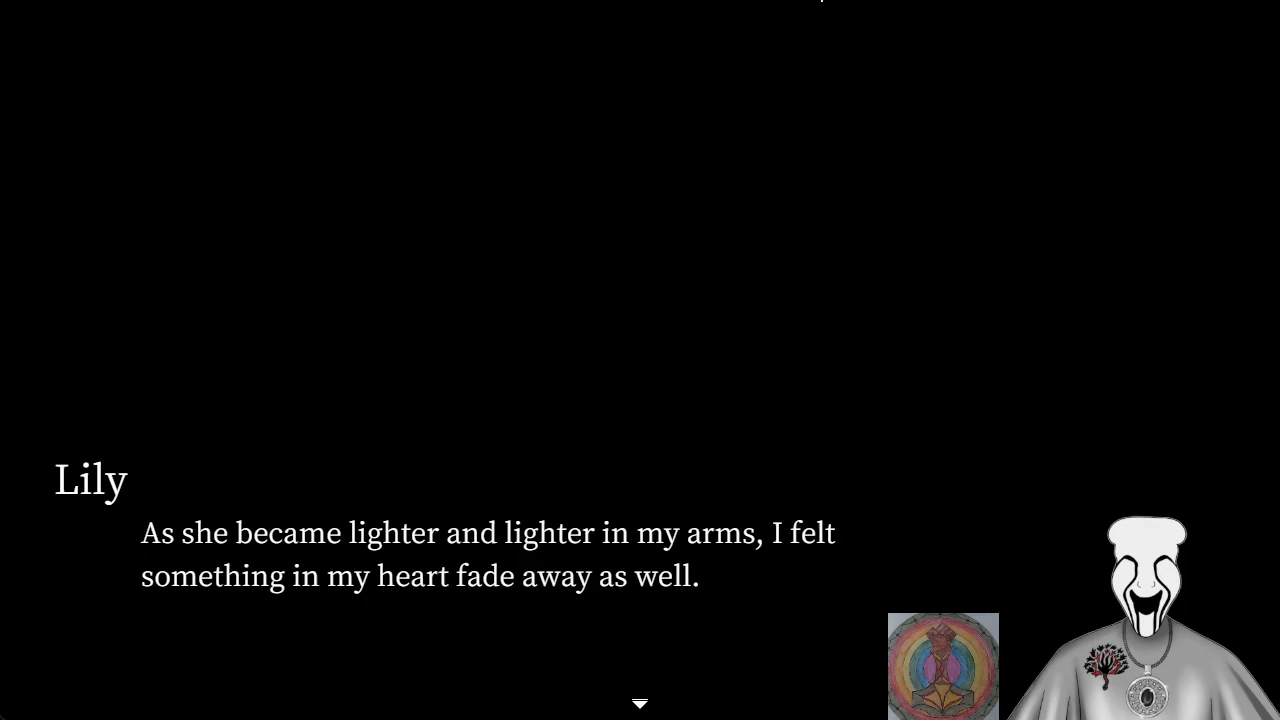 Lily
As she became lighter and lighter in my arms, I felt
something in my heart fade away as well.